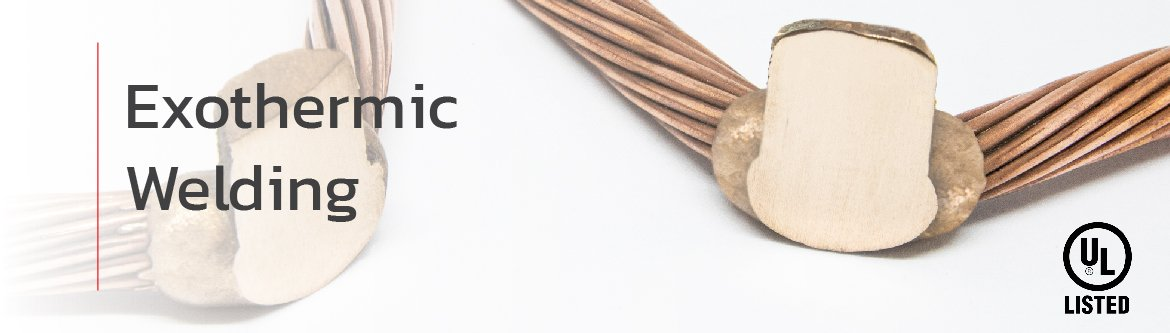 Exothermic
Welding
UL
®
LISTED